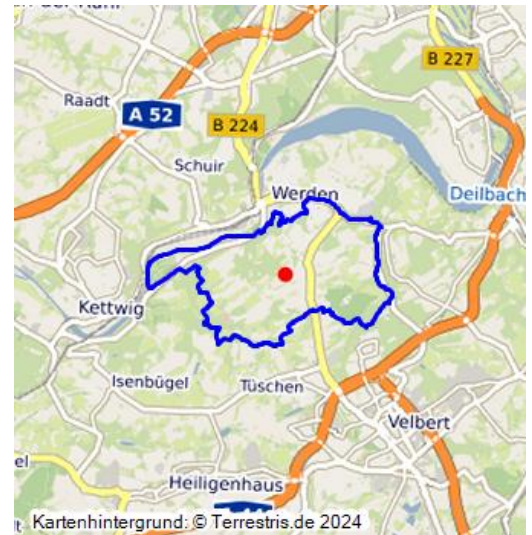 B 227
Raadt
A 52
B 224
Schuir
Werden
Deilbach
Kettwig
Isenbügel
Tüschen
Velbert
Heiligenhaus
Kartenhintergrund: © Terrestris.de 2024